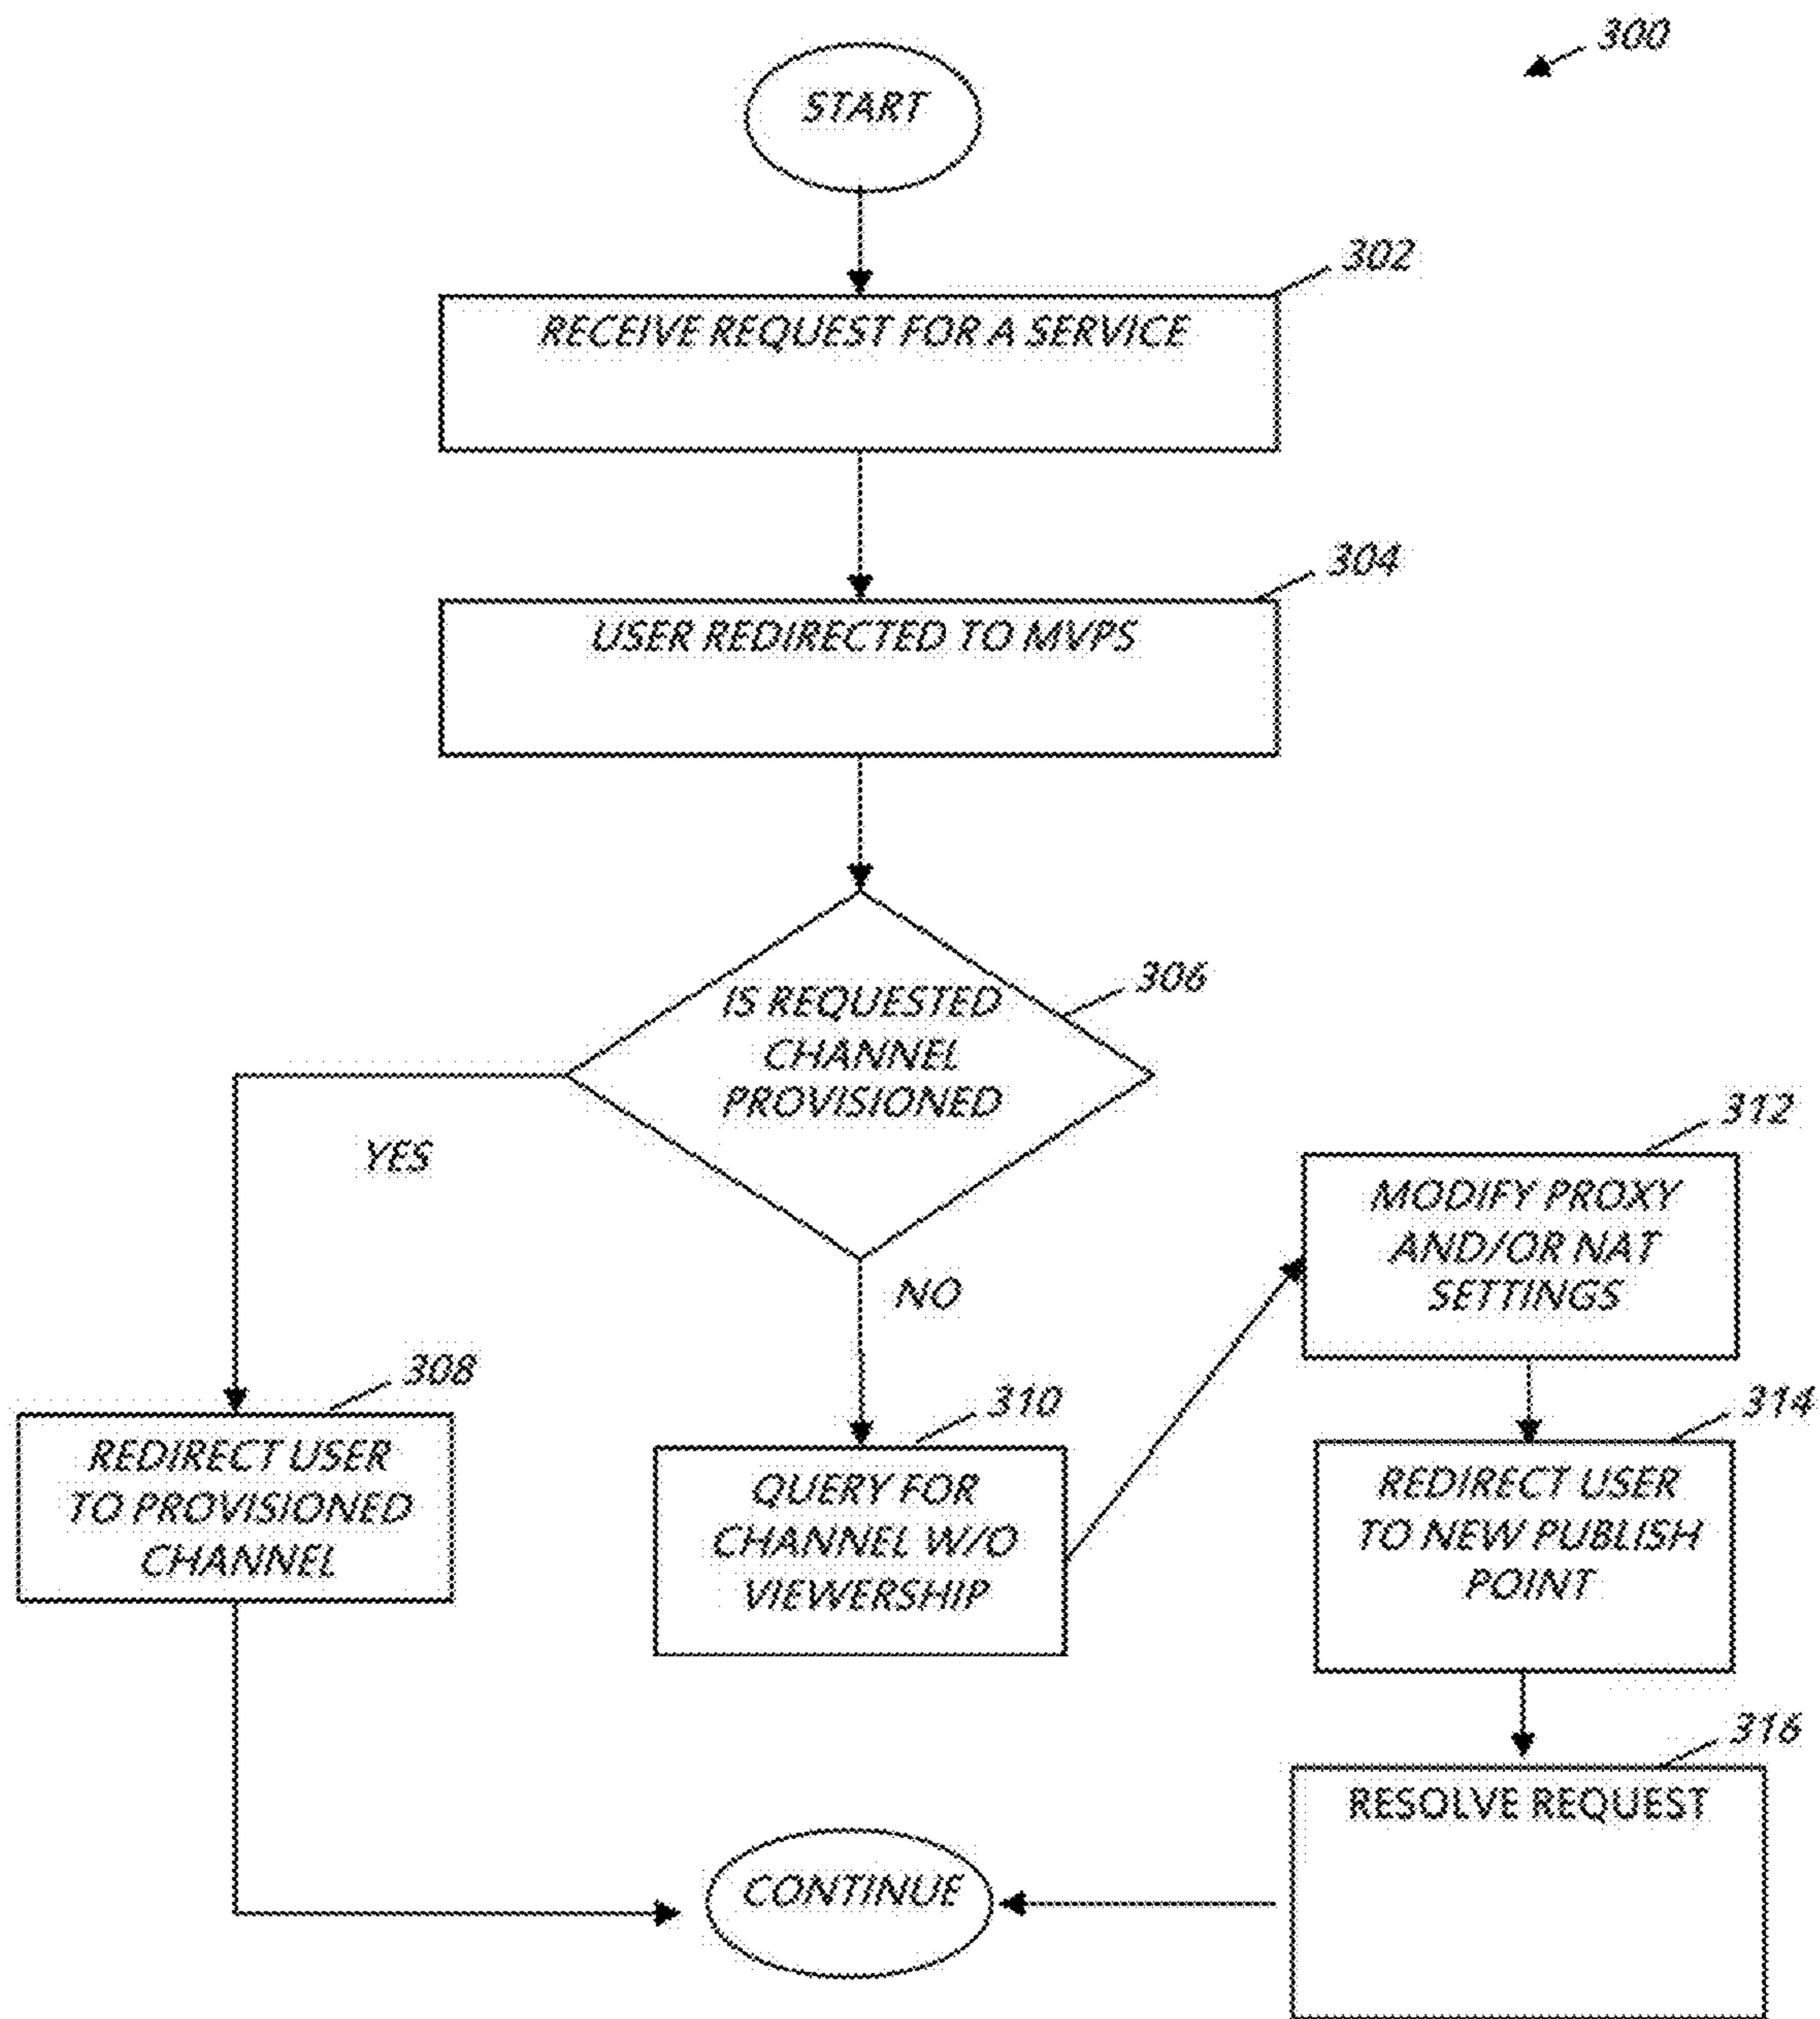 300
START
302
RECEIVE REQUEST FOR A SERVICE
304
USER REDIRECTED TO MVPS
306
IS REQUESTED
CHANNEL
PROVISIONED
YES
NO
308
REDIRECT USER
TO PROVISIONED
CHANNEL
310
QUERY FOR
CHANNEL W/O
VIEWERSHIP
312
MODIFY PROXY
AND/OR NAT
SETTINGS
314
REDIRECT USER
TO NEW PUBLISH
POINT
316
RESOLVE REQUEST
CONTINUE